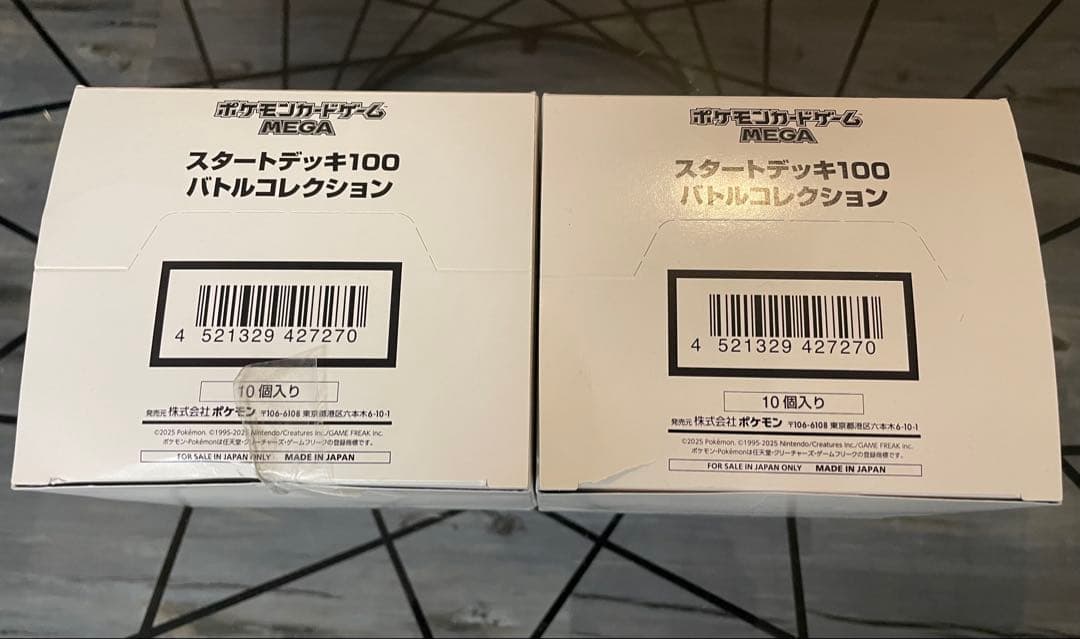 ポケモンカードゲーム
MEGA
スタートデッキ100
バトルコレクション
4 521329 427270
10個入り
発売元 株式会社ポケモン 〒106-6108 東京都港区六本木6-10-1
©2025 Pokémon. ©1995-2025 Nintendo/Creatures Inc./GAME FREAK inc.
ポケモン・Pokémonは任天堂・クリーチャーズ・ゲームフリークの登録商標です。
FOR SALE IN JAPAN ONLY MADE IN JAPAN
ポケモンカードゲーム
MEGA
スタートデッキ100
バトルコレクション
4 521329 427270
10個入り
発売元 株式会社ポケモン 〒106-6108 東京都港区六本木6-10-1
©2025 Pokémon. ©1995-2025 Nintendo/Creatures Inc./GAME FREAK inc.
ポケモン・Pokémonは任天堂・クリーチャーズ・ゲームフリークの登録商標です。
FOR SALE IN JAPAN ONLY MADE IN JAPAN